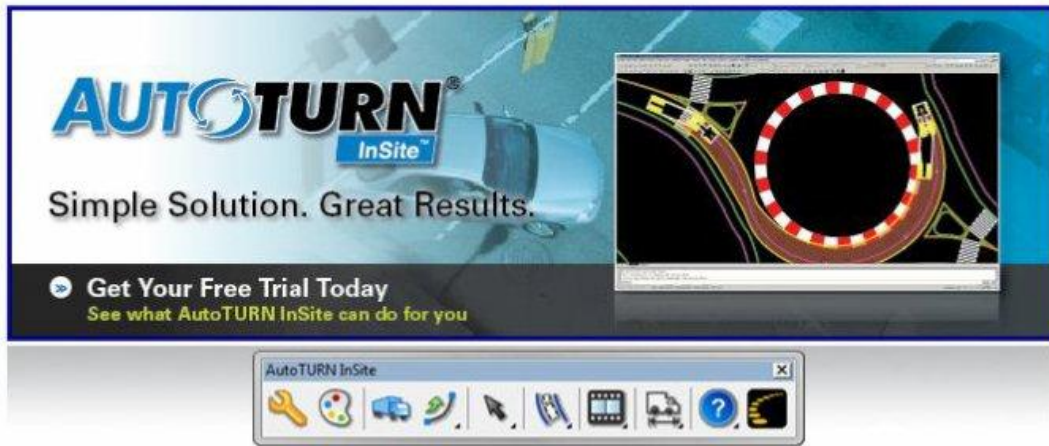 AUTOTURN®
InSite™
Simple Solution. Great Results.
Get Your Free Trial Today
See what AutoTURN InSite can do for you
AutoTURN InSite